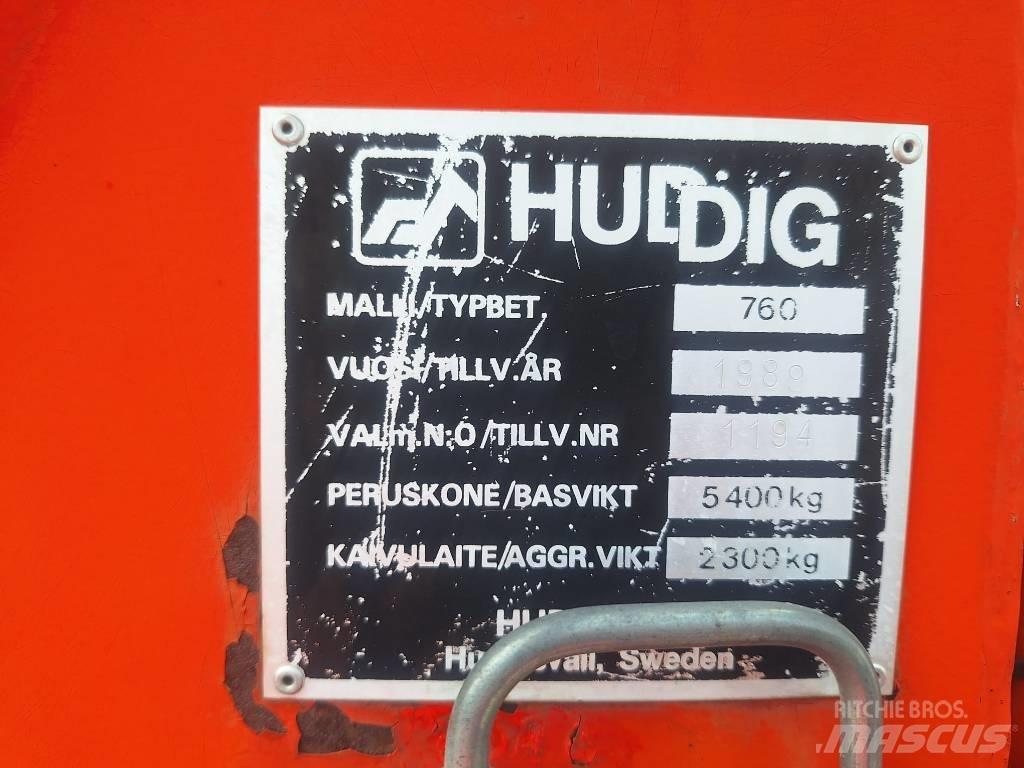 HUDDIG
MALLI/TYPBET. 760
VUOSI/TILLV.ÅR 1989
VALm.N:O/TILLV.NR 1194
PERUSKONE/BASVIKT 5400kg
KAIVULAITE/AGGR.VIKT 2300kg
Sweden
RITCHIE BROS.
MASCUS